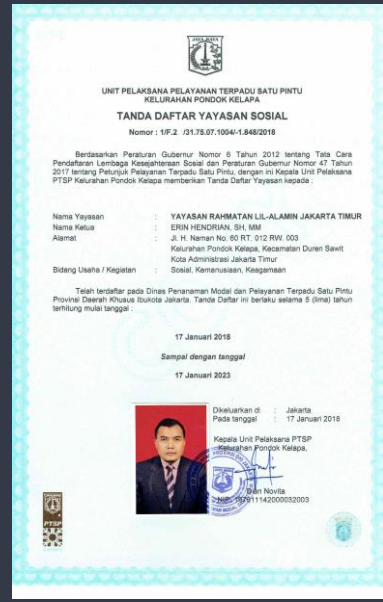 JAYA RAYA
UNIT PELAKSANA PELAYANAN TERPADU SATU PINTU
KELURAHAN PONDOK KELAPA
TANDA DAFTAR YAYASAN SOSIAL
Nomor : 1/F.2 /31.75.07.1004/-1.848/2018
Berdasarkan Peraturan Gubernur Nomor 6 Tahun 2012 tentang Tata Cara
Pendaftaran Lembaga Kesejahteraan Sosial dan Peraturan Gubernur Nomor 47 Tahun
2017 tentang Petunjuk Pelayanan Terpadu Satu Pintu, dengan ini Kepala Unit Pelaksana
PTSP Kelurahan Pondok Kelapa memberikan Tanda Daftar Yayasan kepada :
Nama Yayasan : YAYASAN RAHMATAN LIL-ALAMIN JAKARTA TIMUR
Nama Ketua : ERIN HENDRIAN, SH, MM
Alamat : Jl. H. Naman No. 60 RT. 012 RW. 003
Kelurahan Pondok Kelapa, Kecamatan Duren Sawit
Kota Administrasi Jakarta Timur
Bidang Usaha / Kegiatan : Sosial, Kemanusiaan, Keagamaan
Telah terdaftar pada Dinas Penanaman Modal dan Pelayanan Terpadu Satu Pintu
Provinsi Daerah Khusus Ibukota Jakarta. Tanda Daftar ini berlaku selama 5 (lima) tahun
terhitung mulai tanggal :
17 Januari 2018
Sampai dengan tanggal
17 Januari 2023
Dikeluarkan di : Jakarta
Pada tanggal : 17 Januari 2018
Kepala Unit Pelaksana PTSP
Kelurahan Pondok Kelapa,
Novita
PTSP